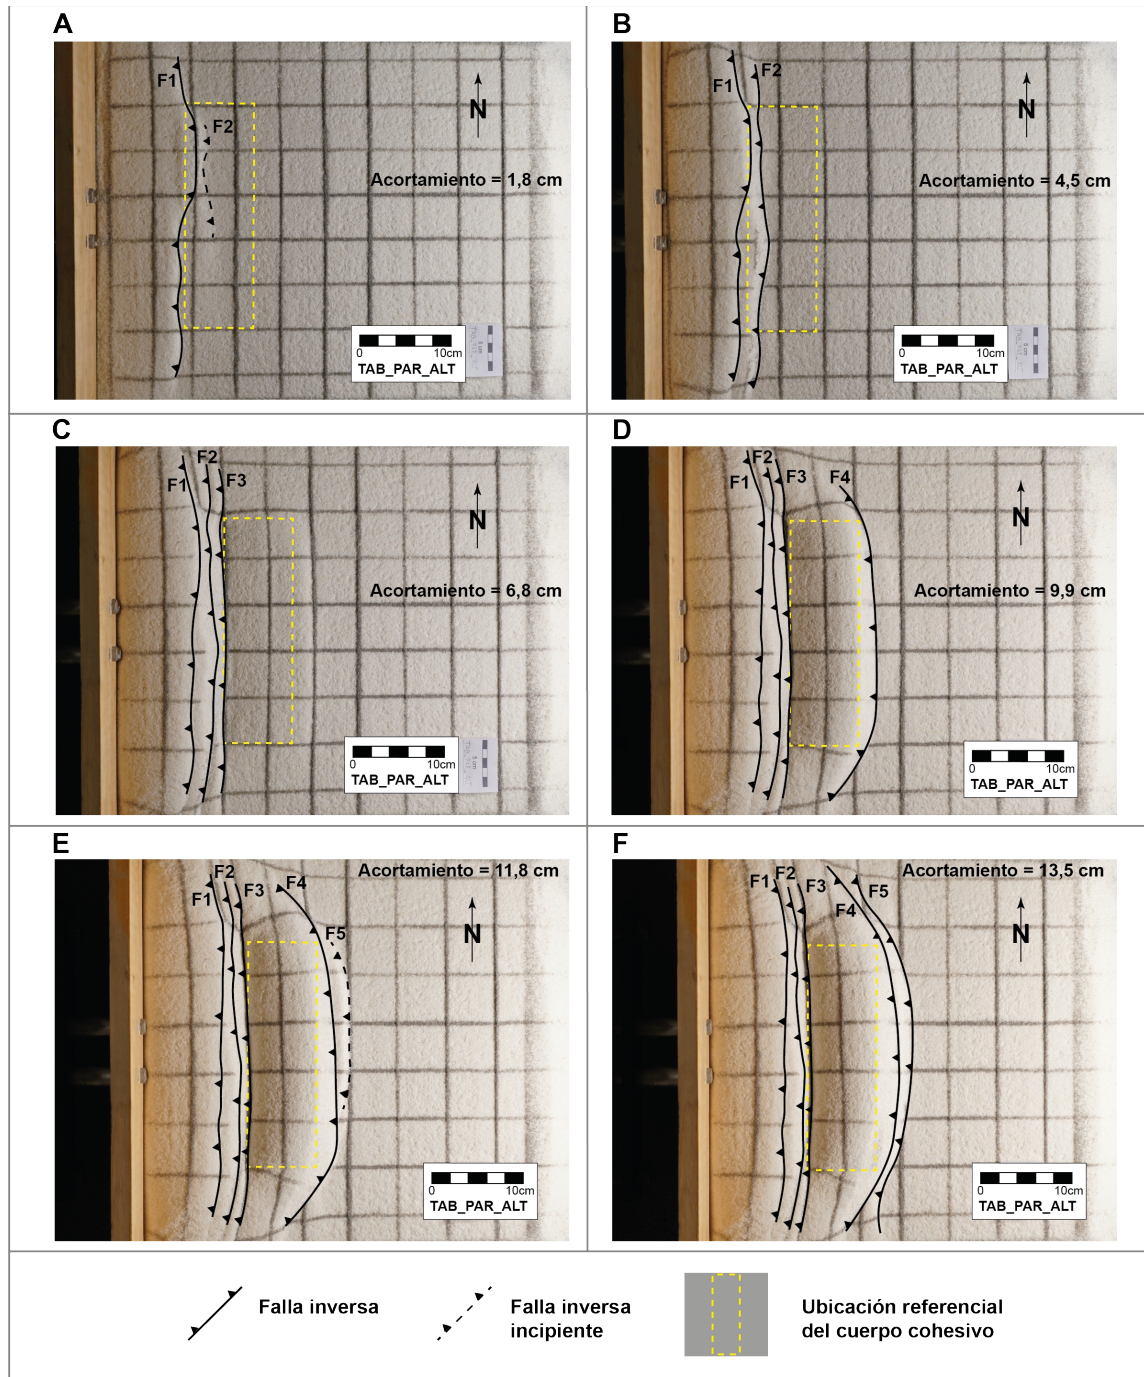 A
F1
F2
N
Acortamiento = 1,8 cm
0 10cm
TAB_PAR_ALT
B
F1
F2
N
Acortamiento = 4,5 cm
0 10cm
TAB_PAR_ALT
C
F2
F1
F3
N
Acortamiento = 6,8 cm
0 10cm
TAB_PAR_ALT
5 cm
D
F2
F1
F3
F4
N
Acortamiento = 9,9 cm
0 10cm
TAB_PAR_ALT
E
Acortamiento = 11,8 cm
F2
F1
F3
F4
F5
N
0 10cm
TAB_PAR_ALT
F
Acortamiento = 13,5 cm
F2
F1
F3
F4
F5
N
0 10cm
TAB_PAR_ALT
Falla inversa
Falla inversa
incipiente
Ubicación referencial
del cuerpo cohesivo